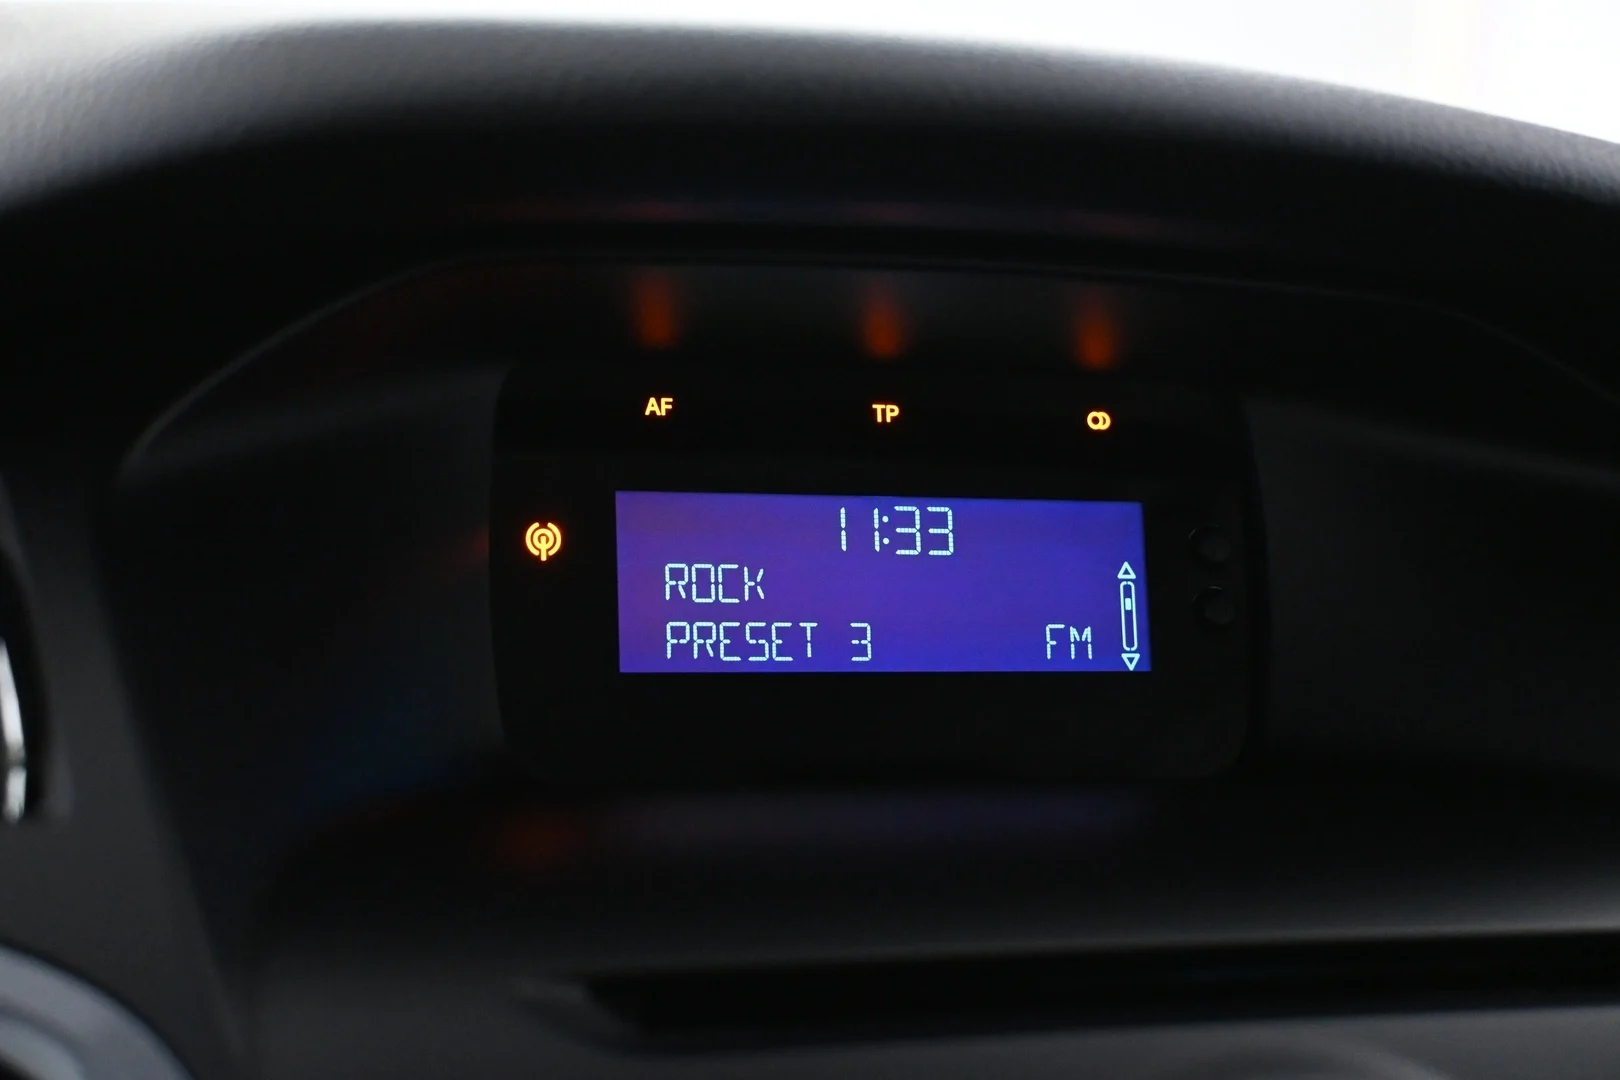 AF TP
11:33
ROCK
PRESET 3 FM